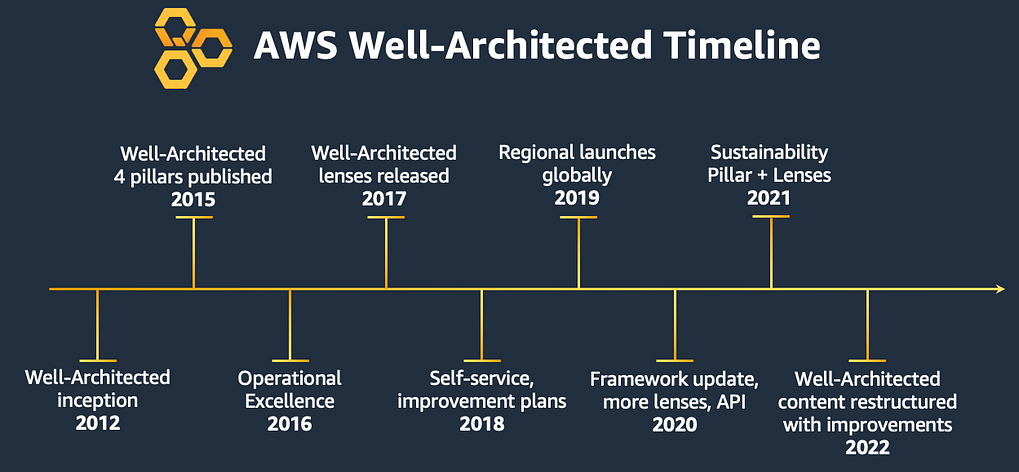 AWS Well-Architected Timeline
Well-Architected
4 pillars published
2015
Well-Architected
lenses released
2017
Regional launches
globally
2019
Sustainability
Pillar + Lenses
2021
Well-Architected
inception
2012
Operational
Excellence
2016
Self-service,
improvement plans
2018
Framework update,
more lenses, API
2020
Well-Architected
content restructured
with improvements
2022